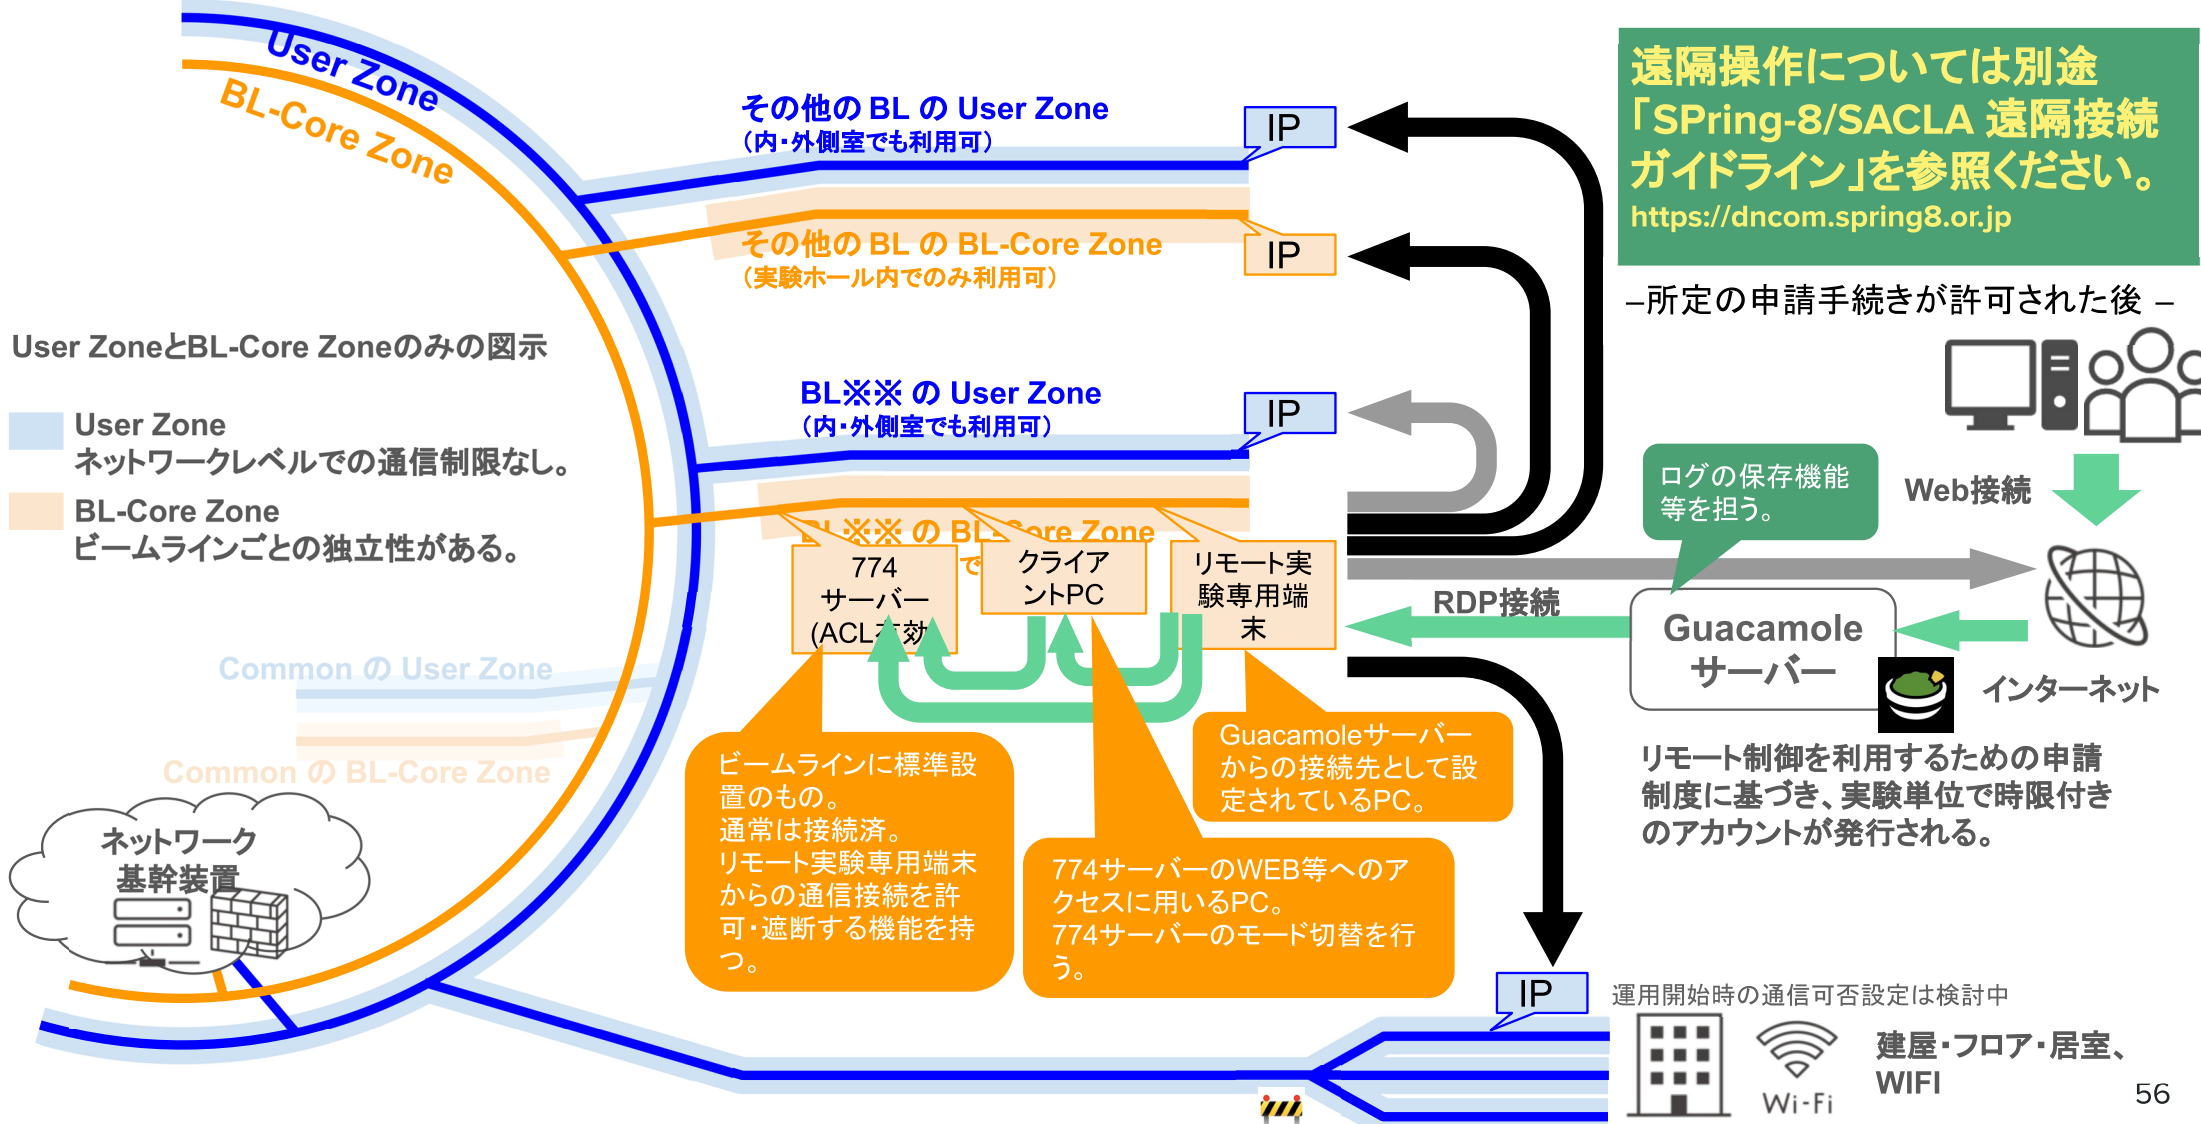 User Zone
BL-Core Zone
その他の BL の User Zone
（内・外側室でも利用可）
IP
その他の BL の BL-Core Zone
（実験ホール内でのみ利用可）
IP
遠隔操作については別途
「SPring-8/SACLA 遠隔接続
ガイドライン」を参照ください。
https://dncom.spring8.or.jp
–所定の申請手続きが許可された後 –
User ZoneとBL-Core Zoneのみの図示
User Zone
ネットワークレベルでの通信制限なし。
BL-Core Zone
ビームラインごとの独立性がある。
BL※※ の User Zone
（内・外側室でも利用可）
IP
BL※※ の BL-Core Zone
で
774
サーバー
(ACL有効
クライア
ントPC
リモート実
験専用端
末
ログの保存機能
等を担う。
Web接続
RDP接続
Guacamole
サーバー
インターネット
リモート制御を利用するための申請
制度に基づき、実験単位で時限付き
のアカウントが発行される。
Common の User Zone
Common の BL-Core Zone
ネットワーク
基幹装置
ビームラインに標準設
置のもの。
通常は接続済。
リモート実験専用端末
からの通信接続を許
可・遮断する機能を持
つ。
Guacamoleサーバー
からの接続先として設
定されているPC。
774サーバーのWEB等へのア
クセスに用いるPC。
774サーバーのモード切替を行
う。
IP
運用開始時の通信可否設定は検討中
Wi-Fi
建屋・フロア・居室、
WIFI
56